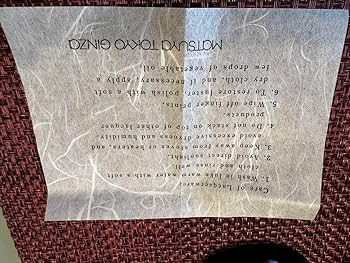 Care of Lacquerware
1. Wash in luke warm water with a soft
cloth and rinse well.
2. Avoid direct sunlight.
3. Keep away from stoves or heaters, and
avoid excessive dryness and humidity.
4. Do not stack on top of other lacquer
products.
5. Wipe off finger prints.
6. To restore luster, polish with a soft
dry cloth, and if necessary, apply a
few drops of vegetable oil.
MATSUYA TOKYO GINZA